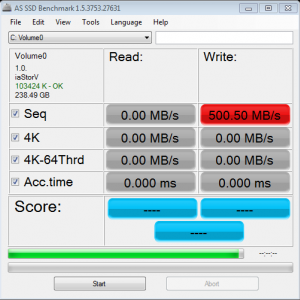 AS SSD Benchmark 1.5.3753.27631
File Edit View Tools Language Help
C: Volume0
Volume0
1.0.
iaStorV
103424 K - OK
238.49 GB
Read: Write:
Seq 0.00 MB/s 500.50 MB/s
4K 0.00 MB/s 0.00 MB/s
4K-64Thrd 0.00 MB/s 0.00 MB/s
Acc.time 0.000 ms 0.000 ms
Score: ---- ----
----
--:--:--
Start Abort